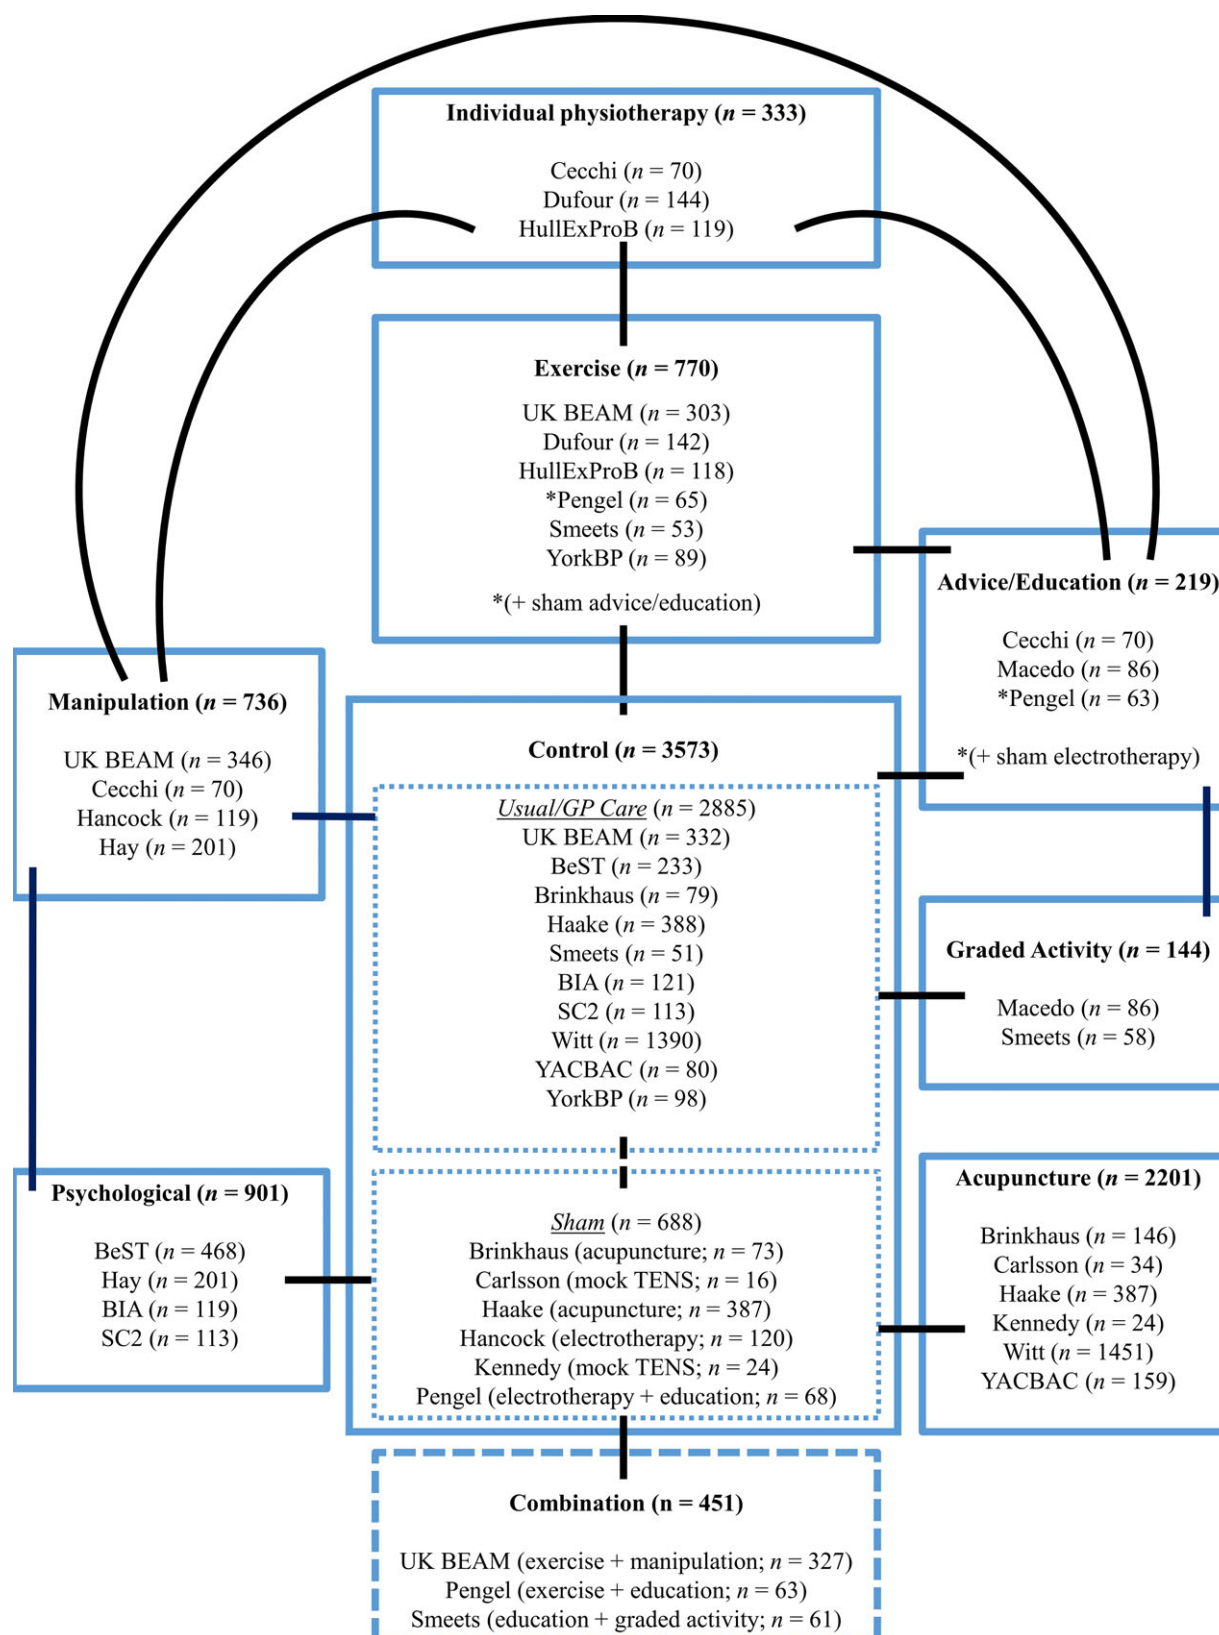 Individual physiotherapy (n = 333)
Cecchi (n = 70)
Dufour (n = 144)
HullExProB (n = 119)
Exercise (n = 770)
UK BEAM (n = 303)
Dufour (n = 142)
HullExProB (n = 118)
*Pengel (n = 65)
Smeets (n = 53)
YorkBP (n = 89)
*(+ sham advice/education)
Advice/Education (n = 219)
Cecchi (n = 70)
Macedo (n = 86)
*Pengel (n = 63)
*(+ sham electrotherapy)
Manipulation (n = 736)
UK BEAM (n = 346)
Cecchi (n = 70)
Hancock (n = 119)
Hay (n = 201)
Control (n = 3573)
Usual/GP Care (n = 2885)
UK BEAM (n = 332)
BeST (n = 233)
Brinkhaus (n = 79)
Haake (n = 388)
Smeets (n = 51)
BIA (n = 121)
SC2 (n = 113)
Witt (n = 1390)
YACBAC (n = 80)
YorkBP (n = 98)
Graded Activity (n = 144)
Macedo (n = 86)
Smeets (n = 58)
Psychological (n = 901)
BeST (n = 468)
Hay (n = 201)
BIA (n = 119)
SC2 (n = 113)
Sham (n = 688)
Brinkhaus (acupuncture; n = 73)
Carlsson (mock TENS; n = 16)
Haake (acupuncture; n = 387)
Hancock (electrotherapy; n = 120)
Kennedy (mock TENS; n = 24)
Pengel (electrotherapy + education; n = 68)
Acupuncture (n = 2201)
Brinkhaus (n = 146)
Carlsson (n = 34)
Haake (n = 387)
Kennedy (n = 24)
Witt (n = 1451)
YACBAC (n = 159)
Combination (n = 451)
UK BEAM (exercise + manipulation; n = 327)
Pengel (exercise + education; n = 63)
Smeets (education + graded activity; n = 61)